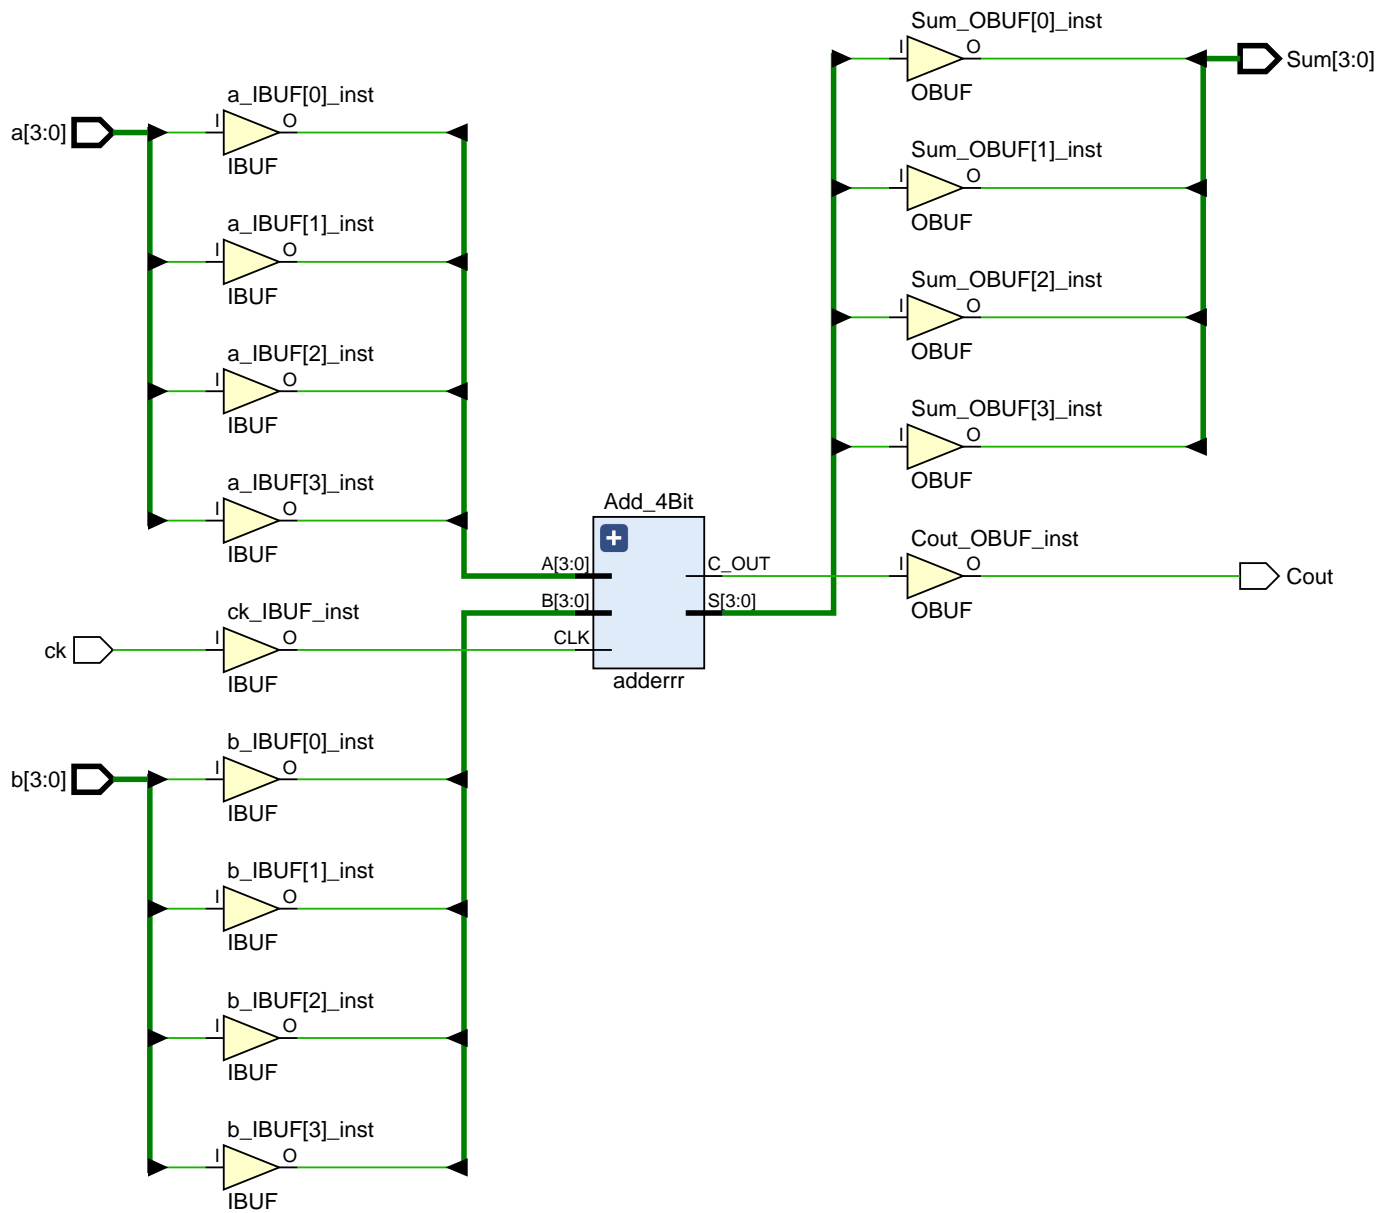 a[3:0]
a_IBUF[0]_inst
I
O
IBUF
a_IBUF[1]_inst
I
O
IBUF
a_IBUF[2]_inst
I
O
IBUF
a_IBUF[3]_inst
I
O
IBUF
ck
ck_IBUF_inst
I
O
IBUF
b[3:0]
b_IBUF[0]_inst
I
O
IBUF
b_IBUF[1]_inst
I
O
IBUF
b_IBUF[2]_inst
I
O
IBUF
b_IBUF[3]_inst
I
O
IBUF
Add_4Bit
A[3:0]
B[3:0]
CLK
C_OUT
S[3:0]
adderrr
Sum_OBUF[0]_inst
I
O
OBUF
Sum_OBUF[1]_inst
I
O
OBUF
Sum_OBUF[2]_inst
I
O
OBUF
Sum_OBUF[3]_inst
I
O
OBUF
Cout_OBUF_inst
I
O
OBUF
Sum[3:0]
Cout